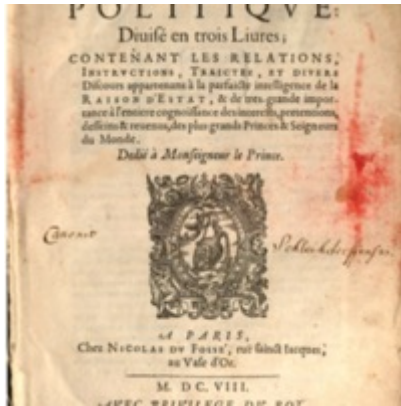 POLITIQVE:
Diuisé en trois Liures;
CONTENANT LES RELATIONS,
INSTRVCTIONS, TRAICTEZ, ET DIVERS
Discours appartenans à la parfaicte intelligence de la
RAISON D'ESTAT, & de tres-grande impor-
tance à l'entiere cognoissance des interests, pretentions,
desseins & reuenus, des plus grands Princes & Seigneurs
du Monde.
Dedié à Monseigneur le Prince.
A PARIS,
Chez NICOLAS DV FOSSÉ, ruë sainct Iacques,
au Vase d'Or.
M. DC. VIII.
AVEC PRIVILEGE DV ROY